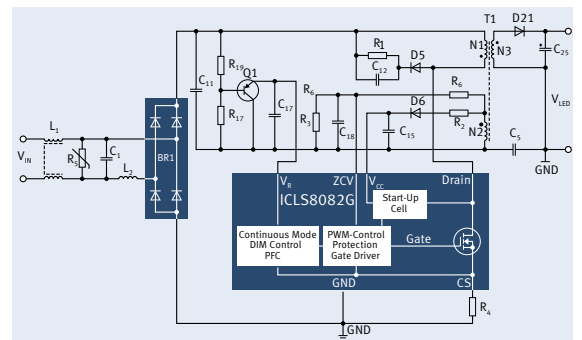 T1
D21
R1
D5
N1
N3
C25
C12
R19
Q1
C11
C17
R6
D6
R6
VLED
R17
R3
C18
C15
R2
N2
C5
GND
L1
VIN
R5
C1
L2
BR1
VR
ZCV
VCC
Drain
ICLS8082G
Start-Up
Cell
Continuous Mode
DIM Control
PFC
PWM-Control
Protection
Gate Driver
Gate
GND
CS
R4
GND